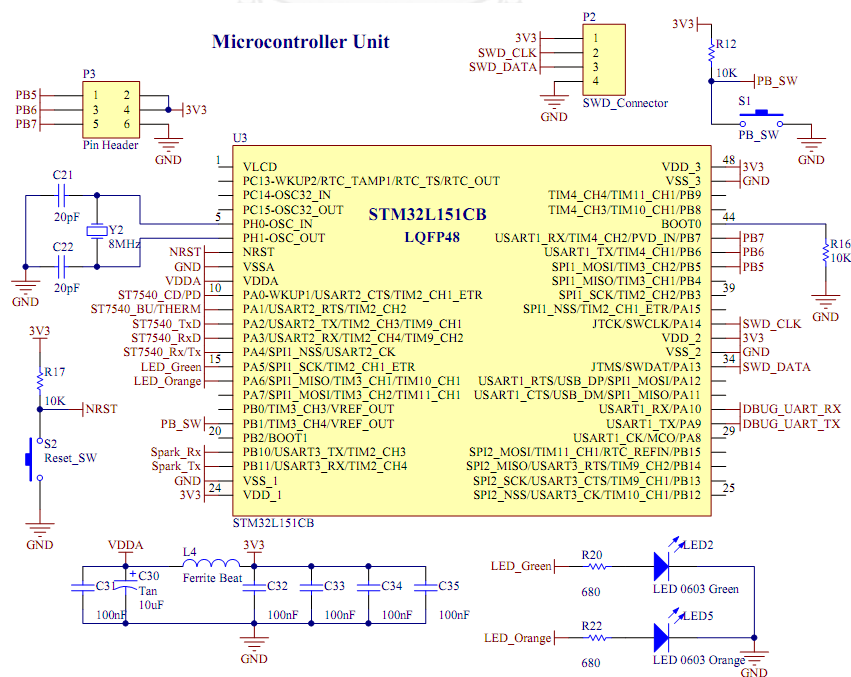 Microcontroller Unit
P3
PB5 1 2
PB6 3 4 3V3
PB7 5 6
Pin Header
GND
P2
3V3 1
SWD_CLK 2
SWD_DATA 3
4
GND
SWD_Connector
3V3
R12
10K
PB_SW
S1
PB_SW
GND
C21
20pF
Y2
8MHz
C22
20pF
GND
U3
STM32L151CB
LQFP48
1 VLCD
PC13-WKUP2/RTC_TAMP1/RTC_TS/RTC_OUT
PC14-OSC32_IN
PC15-OSC32_OUT
5 PH0-OSC_IN
PH1-OSC_OUT
NRST NRST
GND VSSA
VDDA VDDA
ST7540_CD/PD 10 PA0-WKUP1/USART2_CTS/TIM2_CH1_ETR
ST7540_BU/THERM PA1/USART2_RTS/TIM2_CH2
ST7540_TxD PA2/USART2_TX/TIM2_CH3/TIM9_CH1
ST7540_RxD PA3/USART2_RX/TIM2_CH4/TIM9_CH2
ST7540_Rx/Tx PA4/SPI1_NSS/USART2_CK
LED_Green 15 PA5/SPI1_SCK/TIM2_CH1_ETR
LED_Orange PA6/SPI1_MISO/TIM3_CH1/TIM10_CH1
PA7/SPI1_MOSI/TIM3_CH2/TIM11_CH1
PB0/TIM3_CH3/VREF_OUT
PB_SW PB1/TIM3_CH4/VREF_OUT
20 PB2/BOOT1
Spark_Rx PB10/USART3_TX/TIM2_CH3
Spark_Tx PB11/USART3_RX/TIM2_CH4
GND VSS_1
3V3 24 VDD_1
VDD_3 48 3V3
VSS_3 GND
TIM4_CH4/TIM11_CH1/PB9
TIM4_CH3/TIM10_CH1/PB8
BOOT0 44
USART1_RX/TIM4_CH2/PVD_IN/PB7 PB7
USART1_TX/TIM4_CH1/PB6 PB6
SPI1_MOSI/TIM3_CH2/PB5 PB5
SPI1_MISO/TIM3_CH1/PB4
SPI1_SCK/TIM2_CH2/PB3 39
SPI1_NSS/TIM2_CH1_ETR/PA15
JTCK/SWCLK/PA14 SWD_CLK
VDD_2 3V3
VSS_2 GND
JTMS/SWDAT/PA13 34 SWD_DATA
USART1_RTS/USB_DP/SPI1_MOSI/PA12
USART1_CTS/USB_DM/SPI1_MISO/PA11
USART1_RX/PA10 DBUG_UART_RX
USART1_TX/PA9 DBUG_UART_TX
USART1_CK/MCO/PA8 29
SPI2_MOSI/TIM11_CH1/RTC_REFIN/PB15
SPI2_MISO/USART3_RTS/TIM9_CH2/PB14
SPI2_SCK/USART3_CTS/TIM9_CH1/PB13
SPI2_NSS/USART3_CK/TIM10_CH1/PB12 25
STM32L151CB
R16
10K
GND
3V3
R17
10K
NRST
S2
Reset_SW
GND
VDDA L4 3V3
Ferrite Beat
C31 + C30 C32 C33 C34 C35
Tan
10uF
100nF 100nF 100nF 100nF 100nF
GND
LED_Green R20 LED2
680 LED 0603 Green
LED_Orange R22 LED5
680 LED 0603 Orange
GND